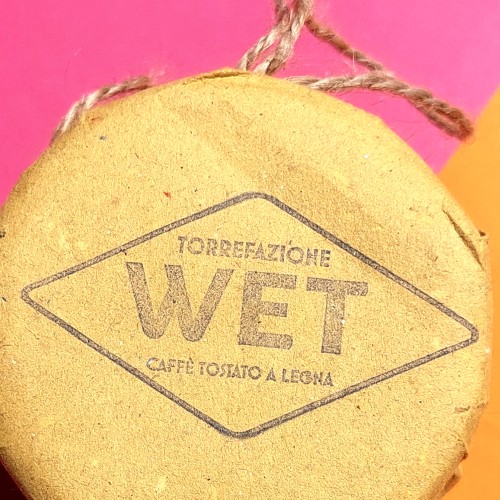 TORREFAZIONE
WET
CAFFÈ TOSTATO A LEGNA